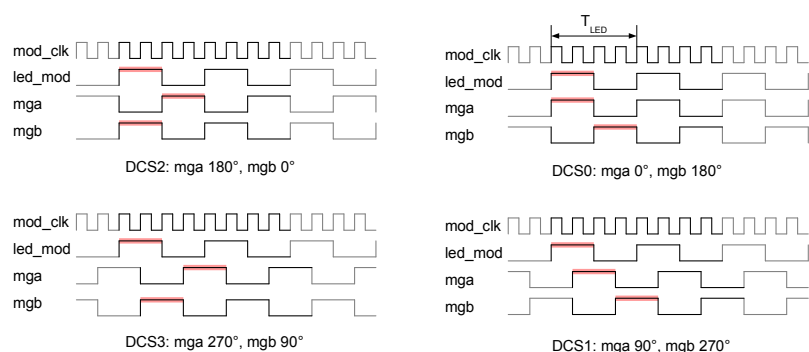 mod_clk
led_mod
mga
mgb
DCS2: mga 180°, mgb 0°
T LED
mod_clk
led_mod
mga
mgb
DCS0: mga 0°, mgb 180°
mod_clk
led_mod
mga
mgb
DCS3: mga 270°, mgb 90°
mod_clk
led_mod
mga
mgb
DCS1: mga 90°, mgb 270°